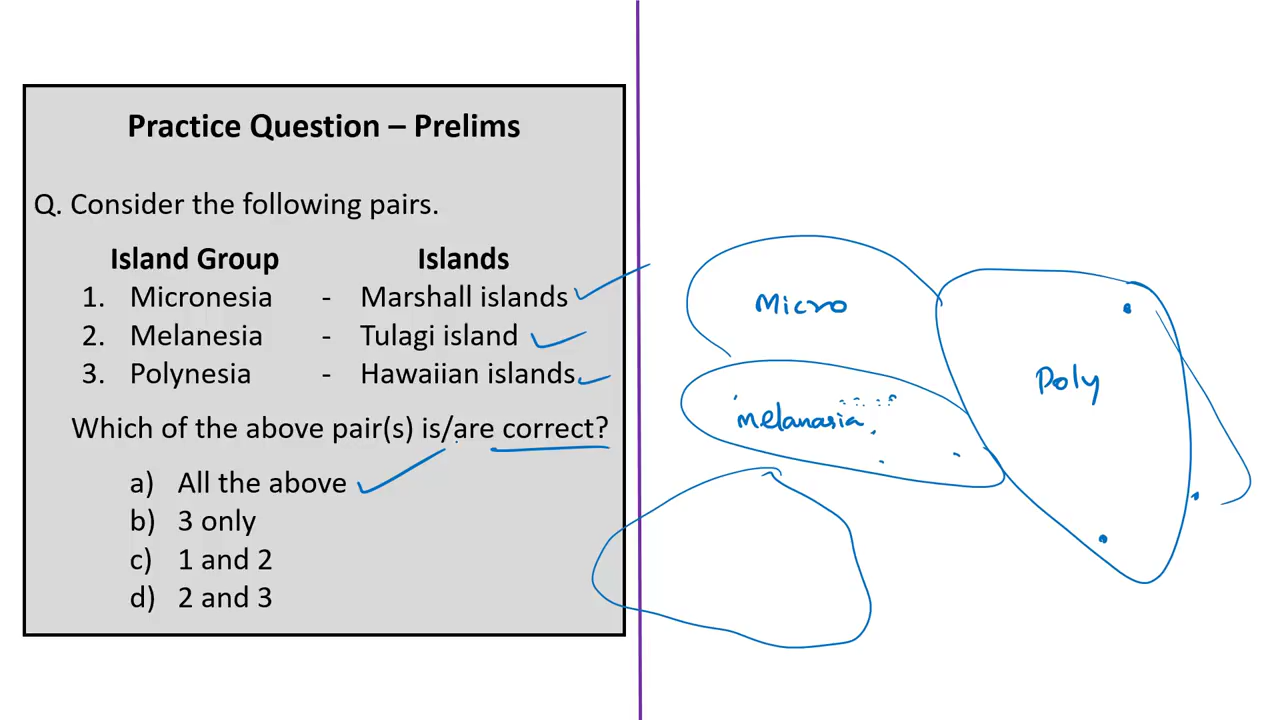 Practice Question – Prelims
Q. Consider the following pairs.
Island Group Islands
1. Micronesia - Marshall islands
2. Melanesia - Tulagi island
3. Polynesia - Hawaiian islands
Which of the above pair(s) is/are correct?
a) All the above
b) 3 only
c) 1 and 2
d) 2 and 3
Micro
Poly
Melanasia